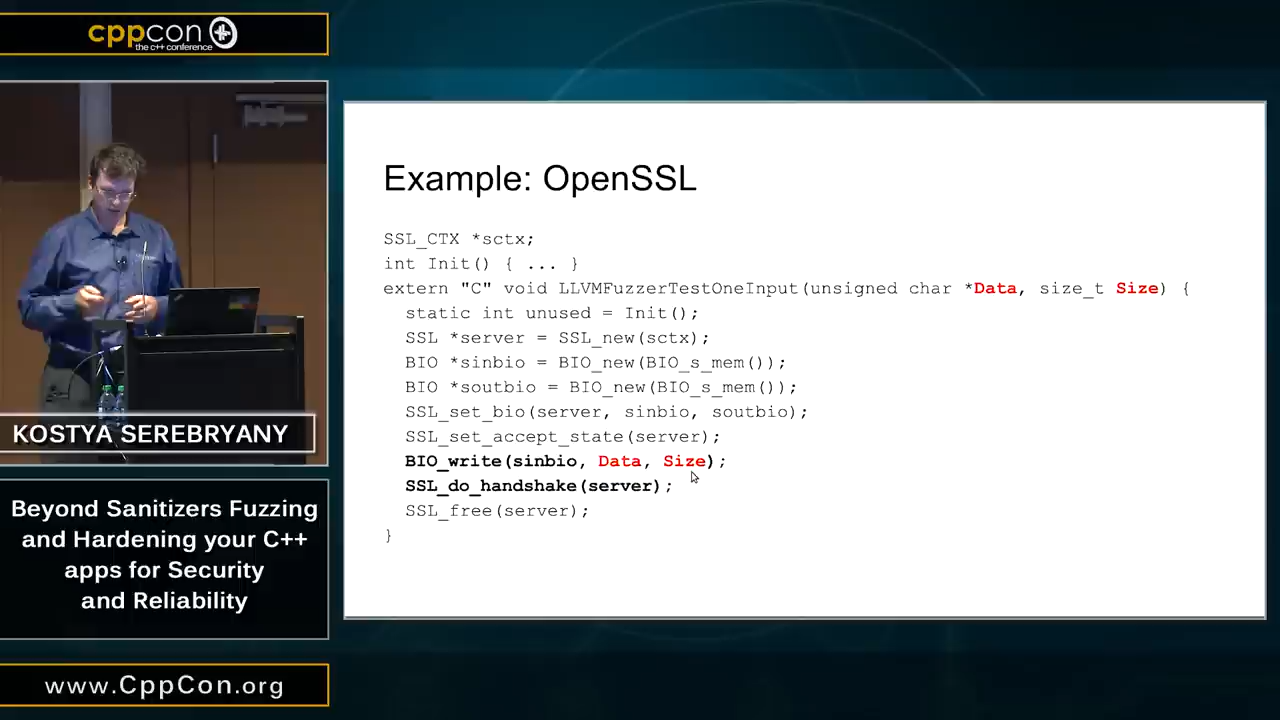 cppcon
the c++ conference
KOSTYA SEREBRYANY
Beyond Sanitizers Fuzzing
and Hardening your C++
apps for Security
and Reliability
www.CppCon.org
Example: OpenSSL
SSL_CTX *sctx;
int Init() { ... }
extern "C" void LLVMFuzzerTestOneInput(unsigned char *Data, size_t Size) {
static int unused = Init();
SSL *server = SSL_new(sctx);
BIO *sinbio = BIO_new(BIO_s_mem());
BIO *soutbio = BIO_new(BIO_s_mem());
SSL_set_bio(server, sinbio, soutbio);
SSL_set_accept_state(server);
BIO_write(sinbio, Data, Size);
SSL_do_handshake(server);
SSL_free(server);
}